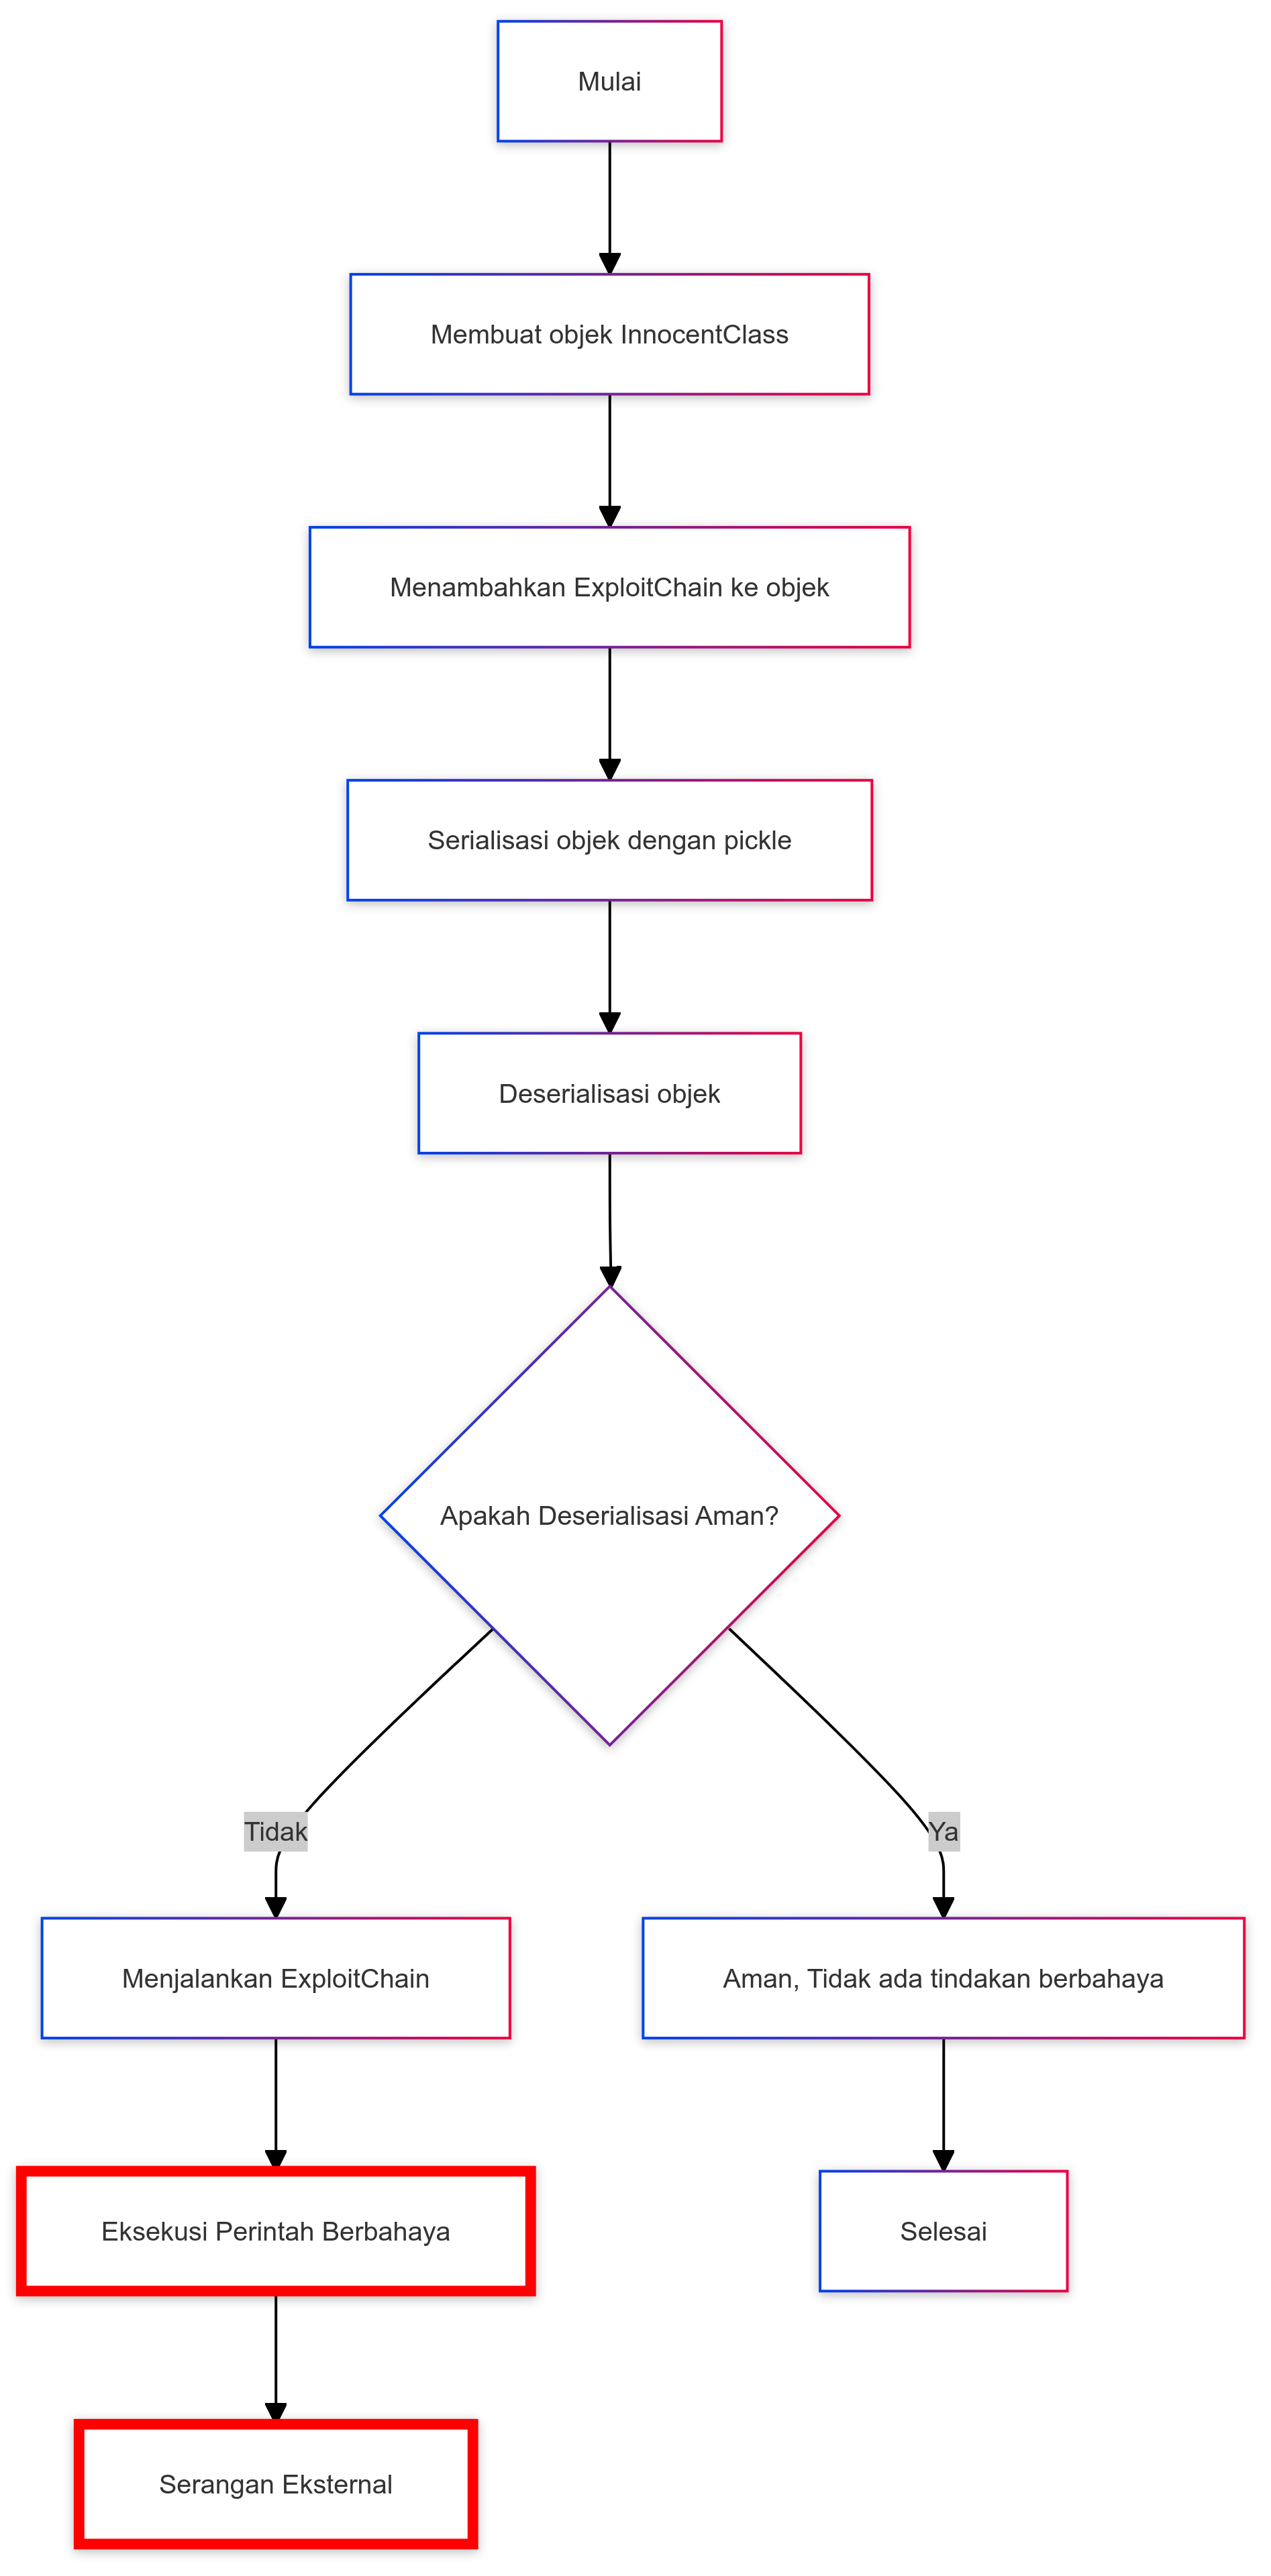 Mulai
Membuat objek InnocentClass
Menambahkan ExploitChain ke objek
Serialisasi objek dengan pickle
Deserialisasi objek
Apakah Deserialisasi Aman?
Tidak
Ya
Menjalankan ExploitChain
Aman, Tidak ada tindakan berbahaya
Eksekusi Perintah Berbahaya
Selesai
Serangan Eksternal